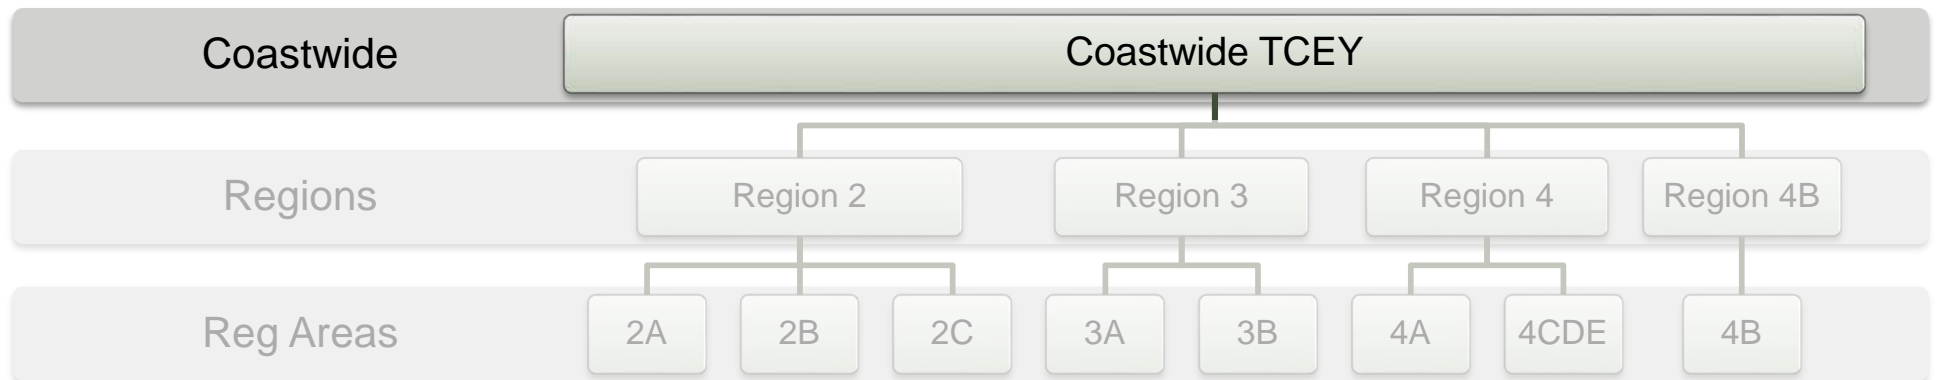 Coastwide
Coastwide TCEY
Regions
Region 2
Region 3
Region 4
Region 4B
Reg Areas
2A
2B
2C
3A
3B
4A
4CDE
4B